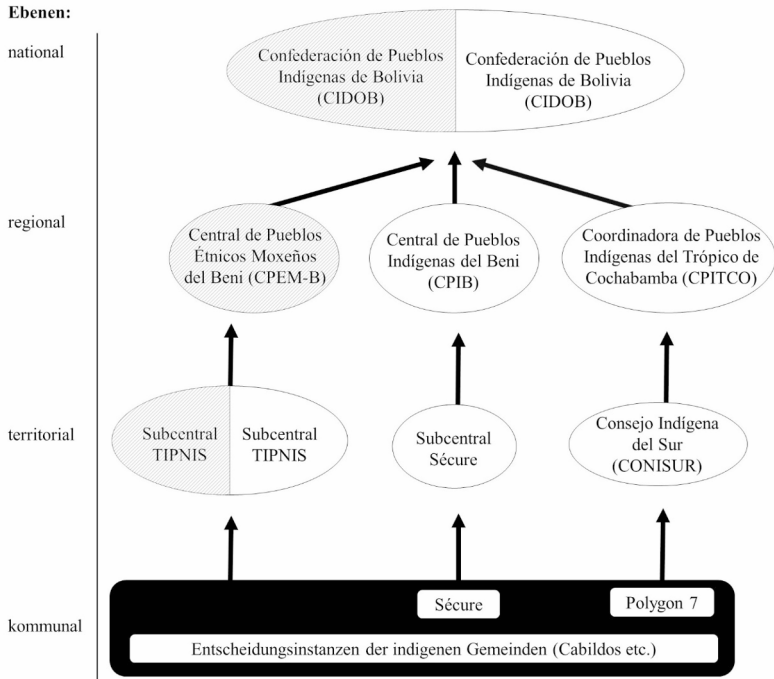 Ebenen:
national
Confederación de Pueblos
Indígenas de Bolivia
(CIDOB)
Confederación de Pueblos
Indígenas de Bolivia
(CIDOB)
regional
Central de Pueblos
Étnicos Moxeños
del Beni (CPEM-B)
Central de Pueblos
Indígenas del Beni
(CPIB)
Coordinadora de Pueblos
Indígenas del Trópico de
Cochabamba (CPITCO)
territorial
Subcentral
TIPNIS
Subcentral
TIPNIS
Subcentral
Sécure
Consejo Indígena
del Sur
(CONISUR)
kommunal
Sécure
Polygon 7
Entscheidungsinstanzen der indigenen Gemeinden (Cabildos etc.)